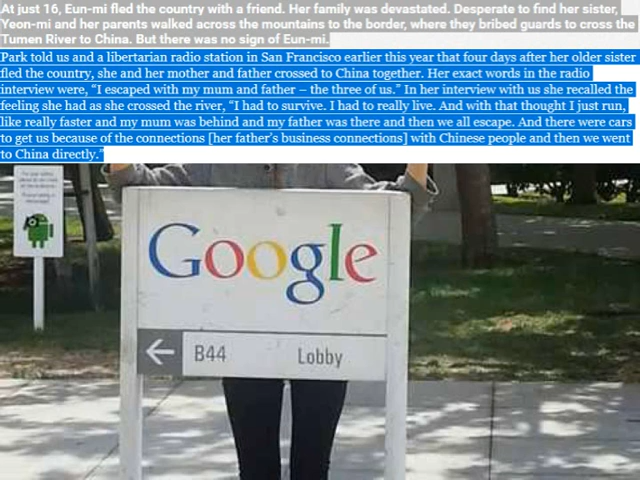 At just 16, Eun-mi fled the country with a friend. Her family was devastated. Desperate to find her sister,
Yeon-mi and her parents walked across the mountains to the border, where they bribed guards to cross the
Tumen River to China. But there was no sign of Eun-mi.
Park told us and a libertarian radio station in San Francisco earlier this year that four days after her older sister
fled the country, she and her mother and father crossed to China together. Her exact words in the radio
interview were, “I escaped with my mum and father – the three of us.” In her interview with us she recalled the
feeling she had as she crossed the river, “I had to survive. I had to really live. And with that thought I just run,
like really faster and my mum was behind and my father was there and then we all escape. And there were cars
to get us because of the connections [her father's business connections] with Chinese people and then we went
to China directly.”
Google
B44 Lobby